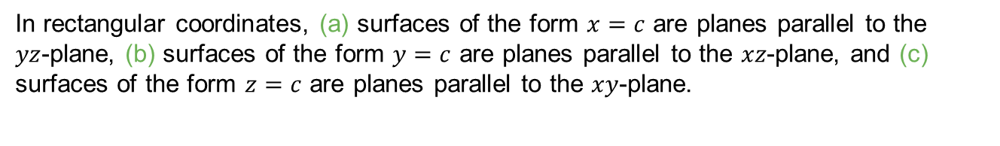 In rectangular coordinates, (a) surfaces of the form x = c are planes parallel to the
yz-plane, (b) surfaces of the form y = c are planes parallel to the xz-plane, and (c)
surfaces of the form z = c are planes parallel to the xy-plane.